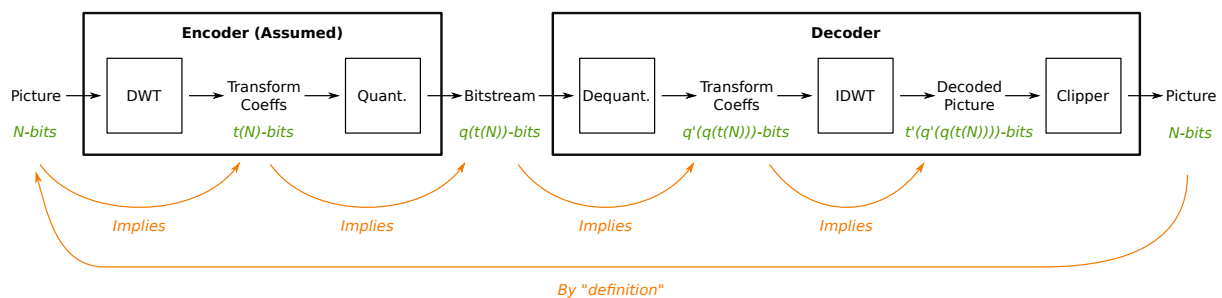 Encoder (Assumed)
Decoder
Picture
DWT
Transform
Coeffs
Quant.
Bitstream
Dequant.
Transform
Coeffs
IDWT
Decoded
Picture
Clipper
Picture
N-bits
t(N)-bits
q(t(N))-bits
q'(q(t(N)))-bits
t'(q'(q(t(N))))-bits
N-bits
Implies
Implies
Implies
Implies
By "definition"